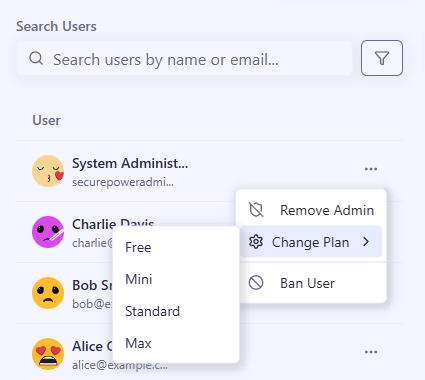 Search Users
Search users by name or email...
User
System Administ...
securepoweradmi...
Remove Admin
Charlie Davis
charlie@
Change Plan
Free
Mini
Standard
Max
Ban User
Bob
bob@e
Alice
alice@example.c...